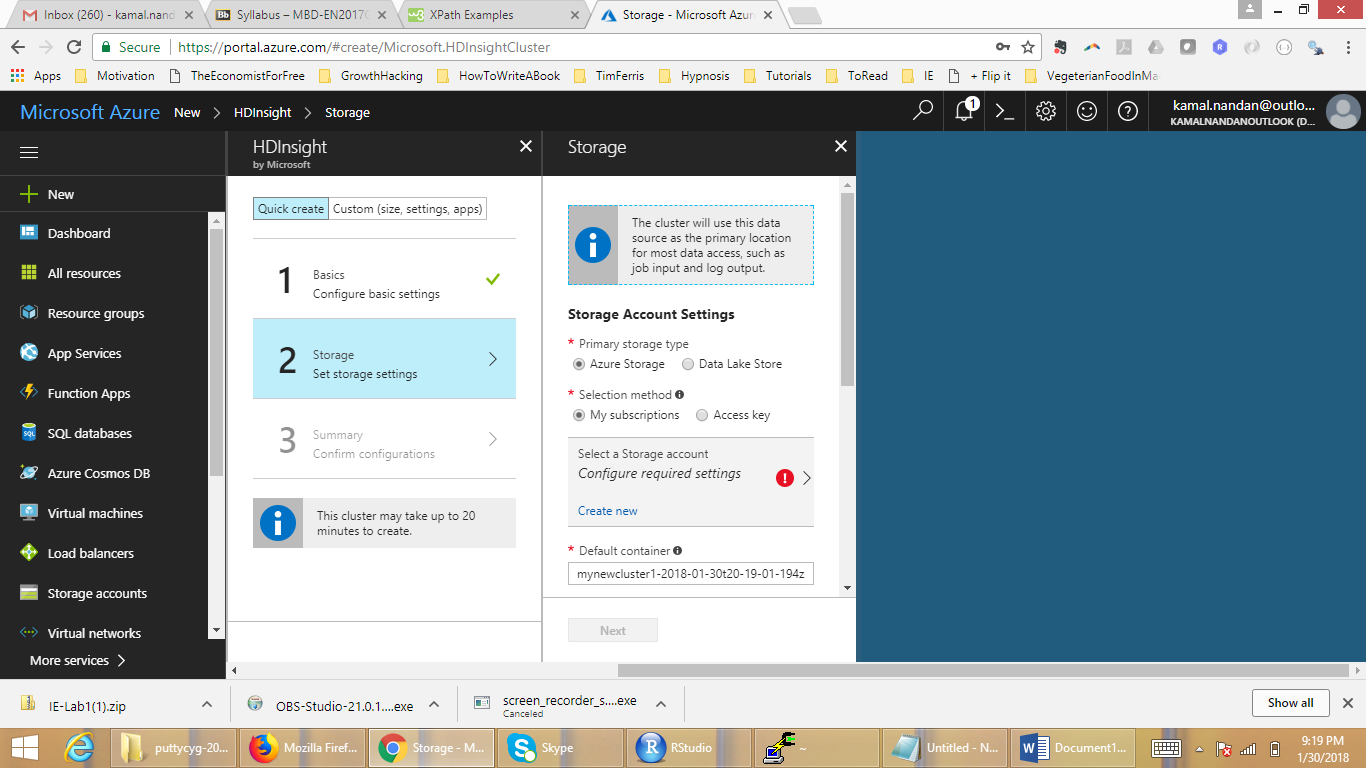 Inbox (260) - kamal.nand
Syllabus – MBD-EN2017
XPath Examples
Storage - Microsoft Azur
Secure
https://portal.azure.com/#create/Microsoft.HDInsightCluster
Apps
Motivation
TheEconomistForFree
GrowthHacking
HowToWriteABook
TimFerris
Hypnosis
Tutorials
ToRead
IE
+ Flip it
VegeterianFoodInMa
Microsoft Azure
New
HDInsight
Storage
1
kamal.nandan@outlo...
KAMALNANDANOUTLOOK (D...
New
Dashboard
All resources
Resource groups
App Services
Function Apps
SQL databases
Azure Cosmos DB
Virtual machines
Load balancers
Storage accounts
Virtual networks
More services
HDInsight
by Microsoft
Quick create
Custom (size, settings, apps)
1
Basics
Configure basic settings
2
Storage
Set storage settings
3
Summary
Confirm configurations
This cluster may take up to 20
minutes to create.
Storage
The cluster will use this data
source as the primary location
for most data access, such as
job input and log output.
Storage Account Settings
* Primary storage type
Azure Storage
Data Lake Store
* Selection method
My subscriptions
Access key
Select a Storage account
Configure required settings
Create new
* Default container
mynewcluster1-2018-01-30t20-19-01-194z
Next
IE-Lab1(1).zip
OBS-Studio-21.0.1....exe
screen_recorder_s....exe
Canceled
Show all
puttycyg-20...
Mozilla Firef...
Storage - M...
Skype
RStudio
~
Untitled - N...
Document1...
9:19 PM
1/30/2018